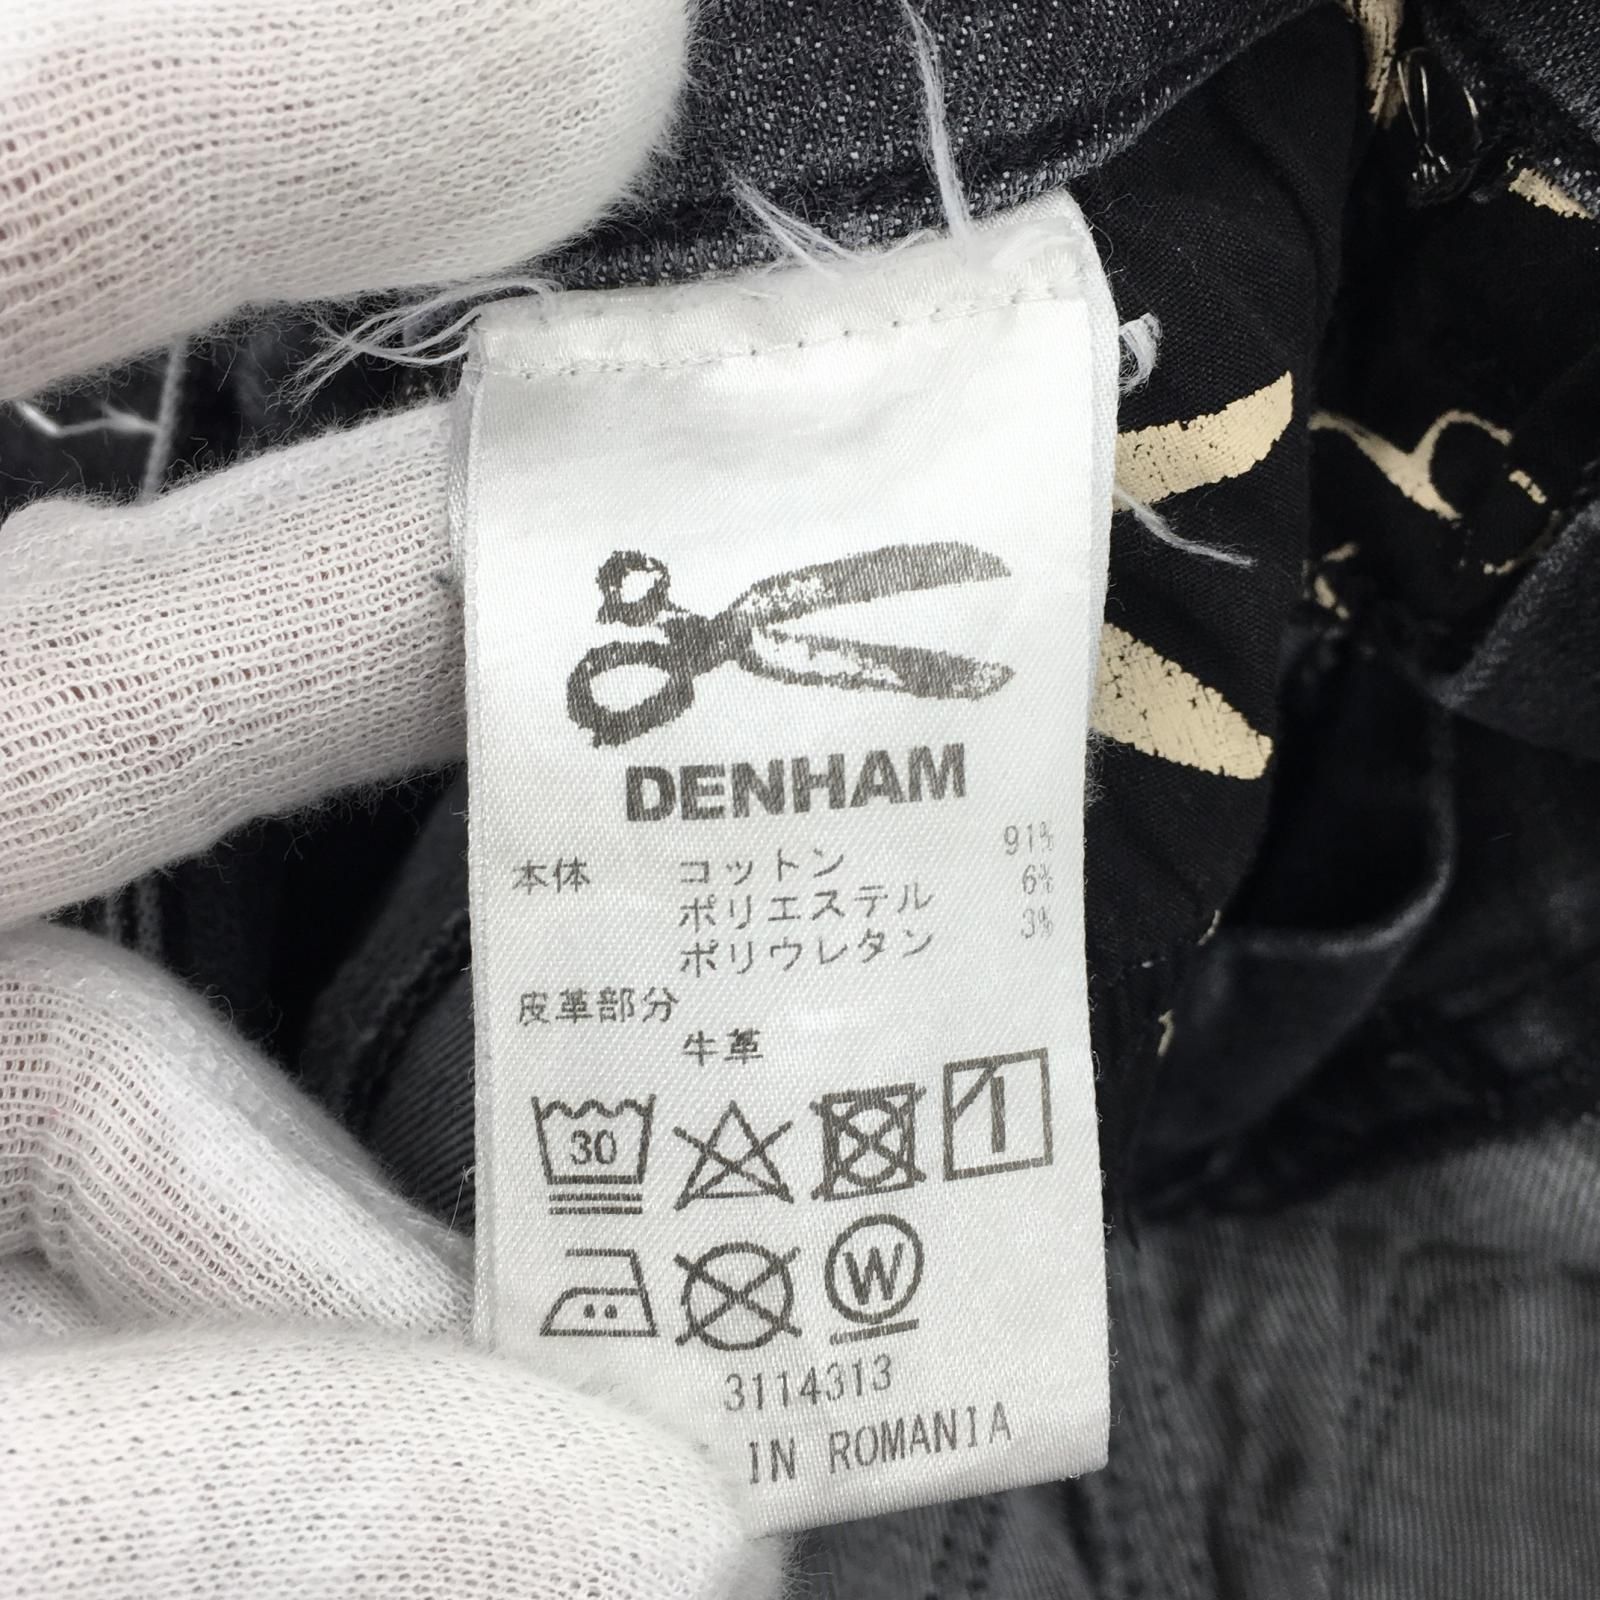 DENHAM
本体 コットン 91%
ポリエステル 6%
ポリウレタン 3%
皮革部分
牛革
30
W
3114313
IN ROMANIA